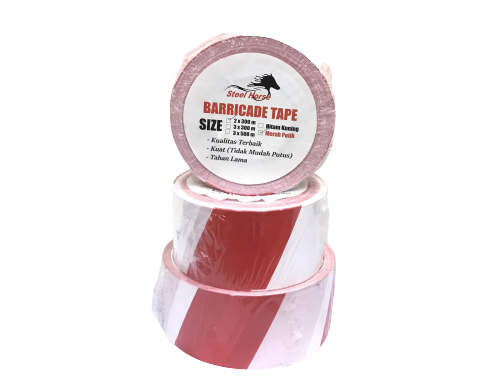 Steel Horse
BARRICADE TAPE
SIZE
2 x 300 m
3 x 300 m
3 x 500 m
Hitam Kuning
Merah Putih
- Kualitas Terbaik
- Kuat (Tidak Mudah Putus)
- Tahan Lama